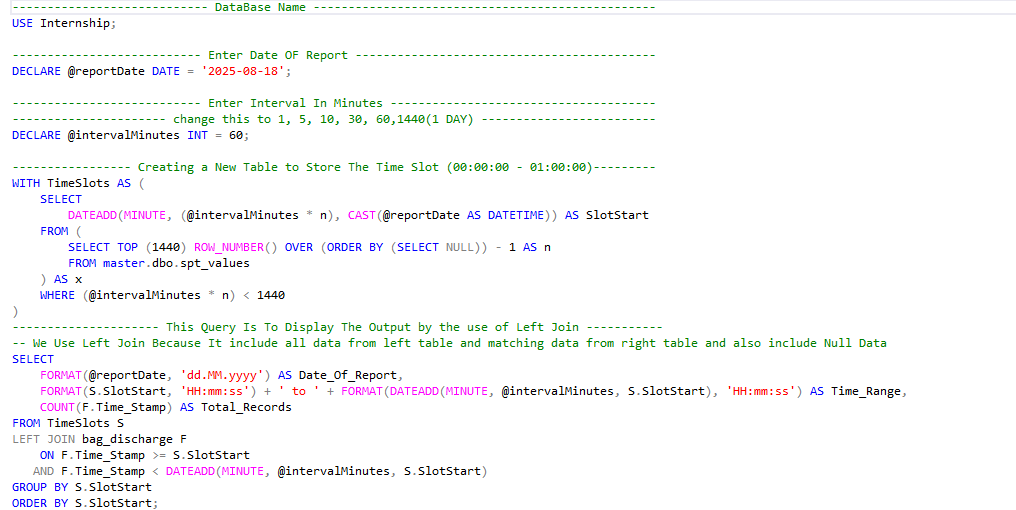 ---------------------------- DataBase Name -------------------------------------------------
USE Internship;
--------------------------- Enter Date OF Report -------------------------------------------
DECLARE @reportDate DATE = '2025-08-18';
--------------------------- Enter Interval In Minutes --------------------------------------
---------------------- change this to 1, 5, 10, 30, 60,1440(1 DAY) -------------------------
DECLARE @intervalMinutes INT = 60;
----------------- Creating a New Table to Store The Time Slot (00:00:00 - 01:00:00)---------
WITH TimeSlots AS (
    SELECT
        DATEADD(MINUTE, (@intervalMinutes * n), CAST(@reportDate AS DATETIME)) AS SlotStart
    FROM (
        SELECT TOP (1440) ROW_NUMBER() OVER (ORDER BY (SELECT NULL)) - 1 AS n
        FROM master.dbo.spt_values
    ) AS x
    WHERE (@intervalMinutes * n) < 1440
)
--------------------- This Query Is To Display The Output by the use of Left Join -----------
-- We Use Left Join Because It include all data from left table and matching data from right table and also include Null Data
SELECT
    FORMAT(@reportDate, 'dd.MM.yyyy') AS Date_Of_Report,
    FORMAT(S.SlotStart, 'HH:mm:ss') + ' to ' + FORMAT(DATEADD(MINUTE, @intervalMinutes, S.SlotStart), 'HH:mm:ss') AS Time_Range,
    COUNT(F.Time_Stamp) AS Total_Records
FROM TimeSlots S
LEFT JOIN bag_discharge F
    ON F.Time_Stamp >= S.SlotStart
   AND F.Time_Stamp < DATEADD(MINUTE, @intervalMinutes, S.SlotStart)
GROUP BY S.SlotStart
ORDER BY S.SlotStart;